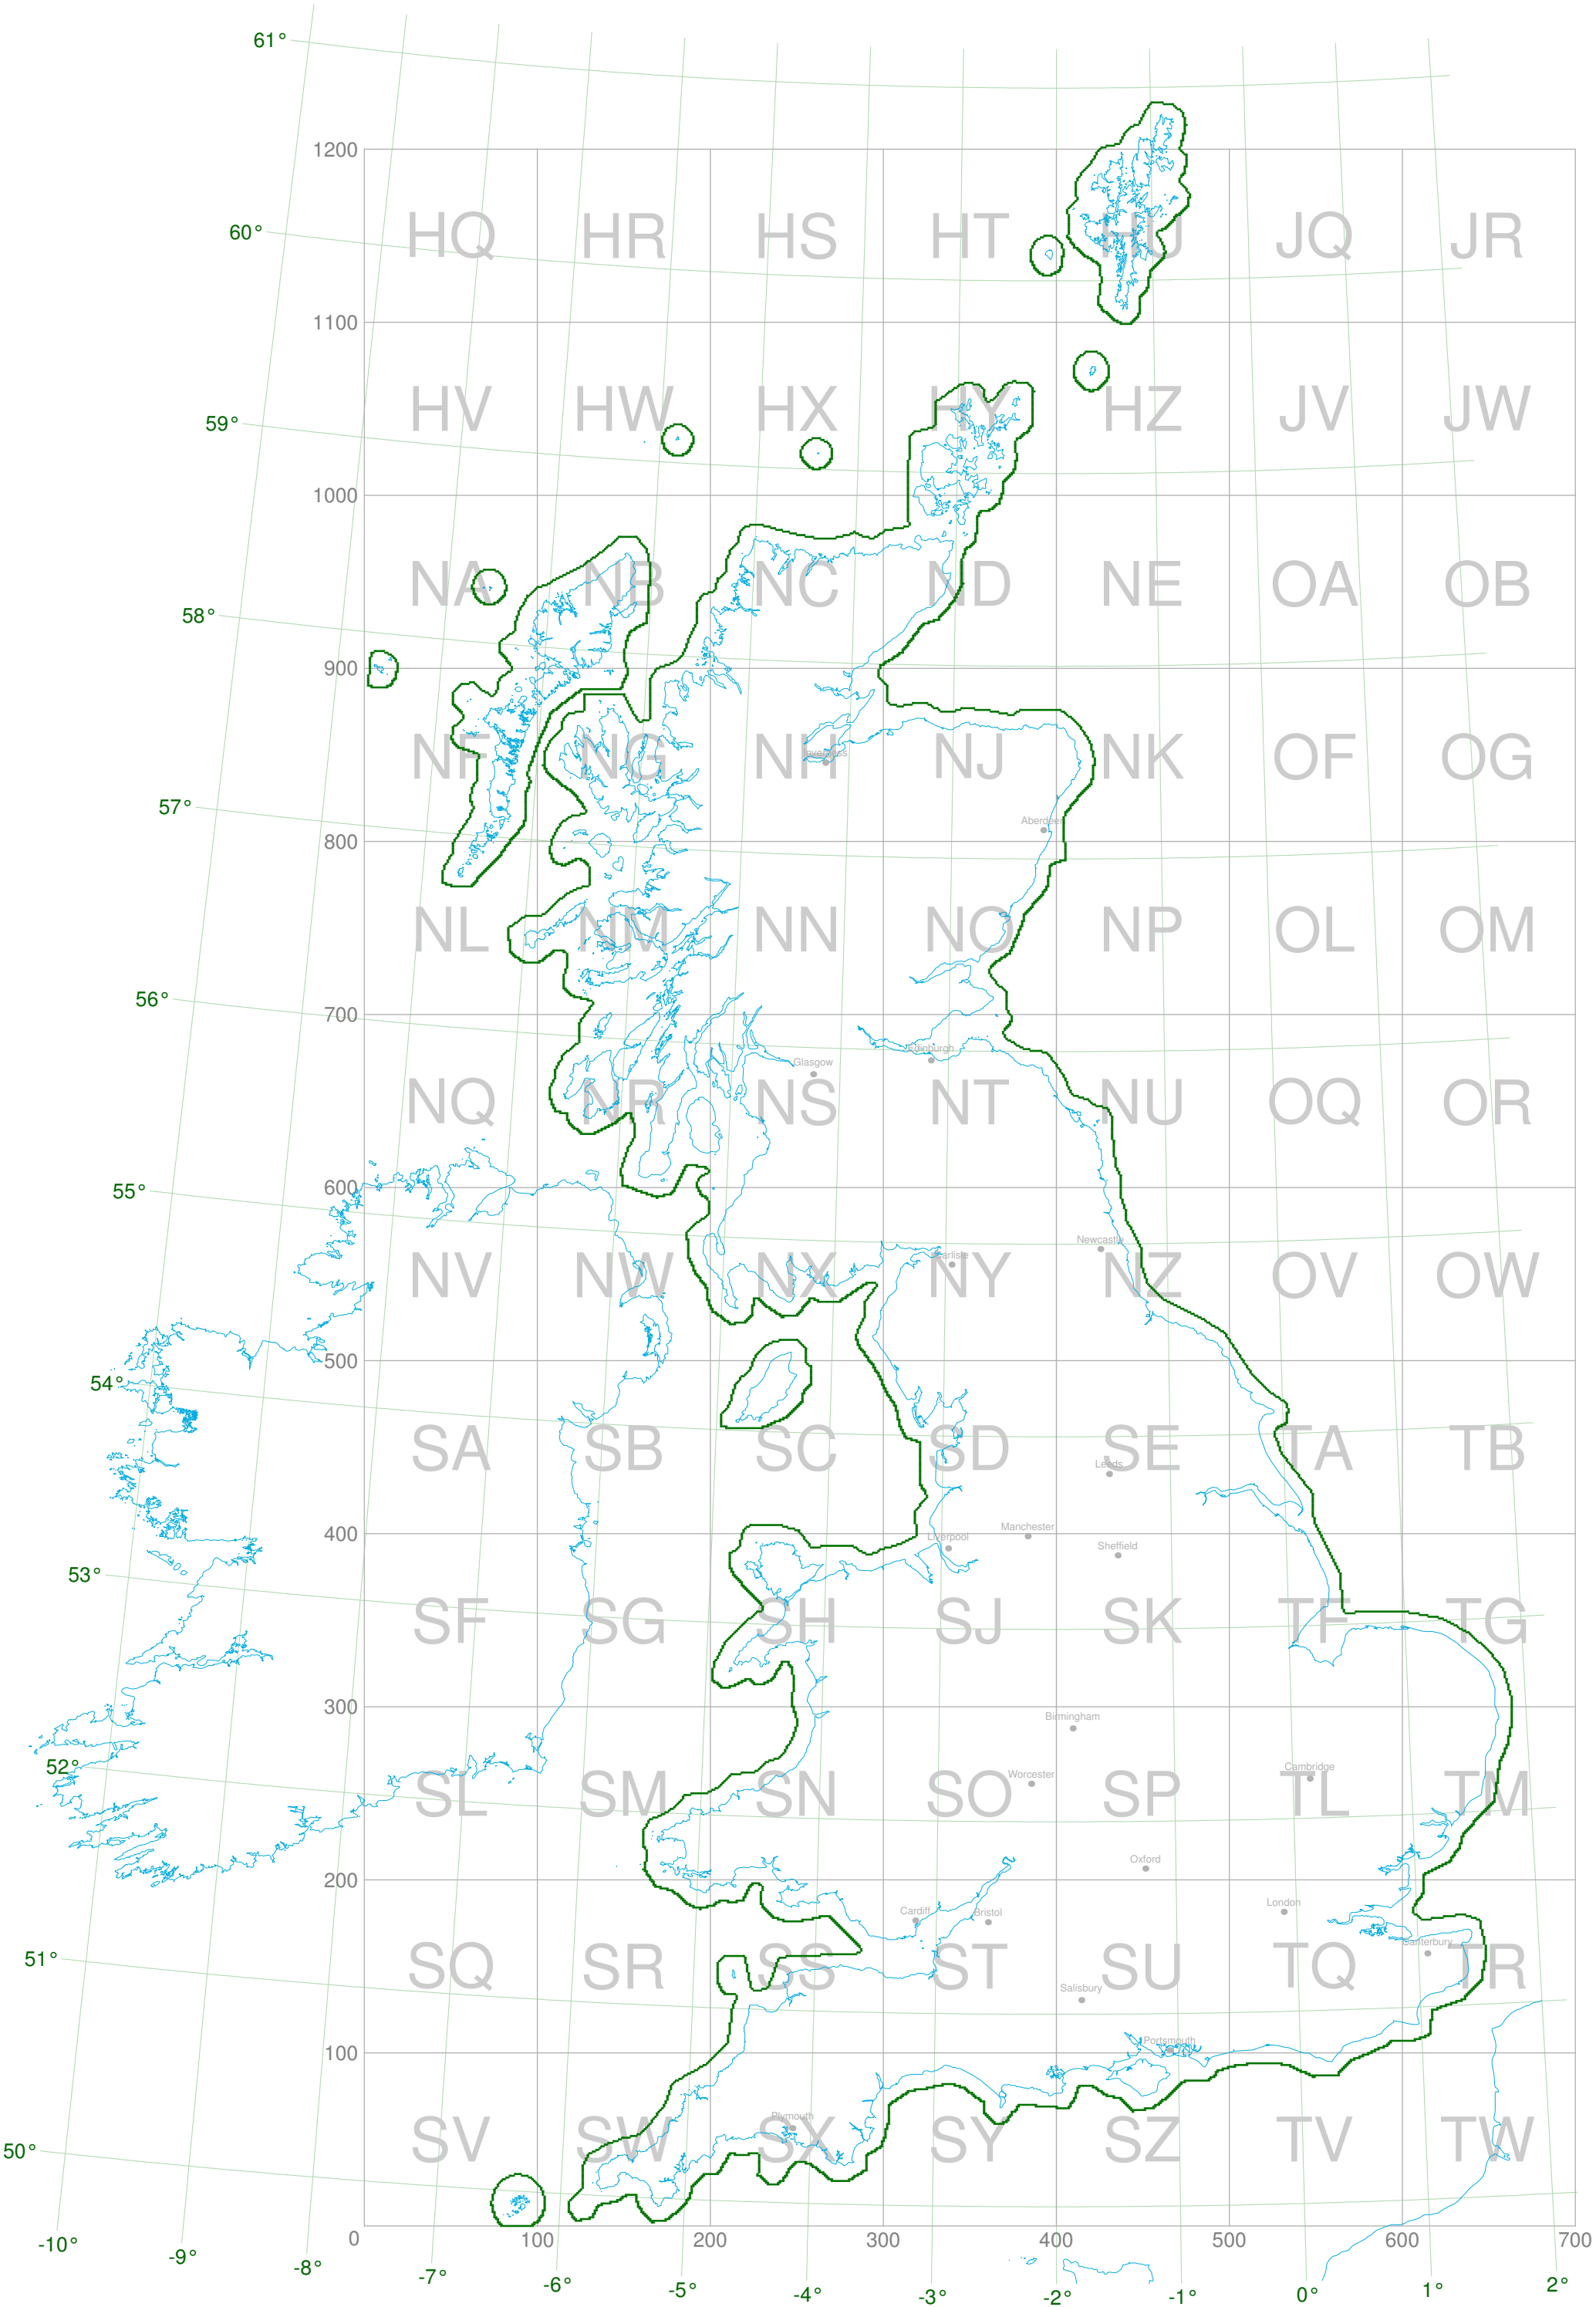 61°
1200
60°
HQ HR HS HT HU JQ JR
1100
59°
HV HW HX HY HZ JV JW
1000
58°
NA NB NC ND NE OA OB
900
57°
NF NG NH NJ NK OF OG
Inverness
Aberdeen
800
56°
NL NM NN NO NP OL OM
700
Edinburgh
Glasgow
55°
NQ NR NS NT NU OQ OR
600
Newcastle
Carlisle
54°
NV NW NX NY NZ OV OW
500
SA SB SC SD SE TA TB
Leeds
53°
400
Manchester
Liverpool
Sheffield
SF SG SH SJ SK TF TG
52°
300
Birmingham
Cambridge
Worcester
SL SM SN SO SP TL TM
51°
200
Oxford
London
Cardiff Bristol
Canterbury
SQ SR SS ST SU TQ TR
Salisbury
50°
100
Portsmouth
Plymouth
SV SW SX SY SZ TV TW
0 100 200 300 400 500 600 700
-10° -9° -8° -7° -6° -5° -4° -3° -2° -1° 0° 1° 2°